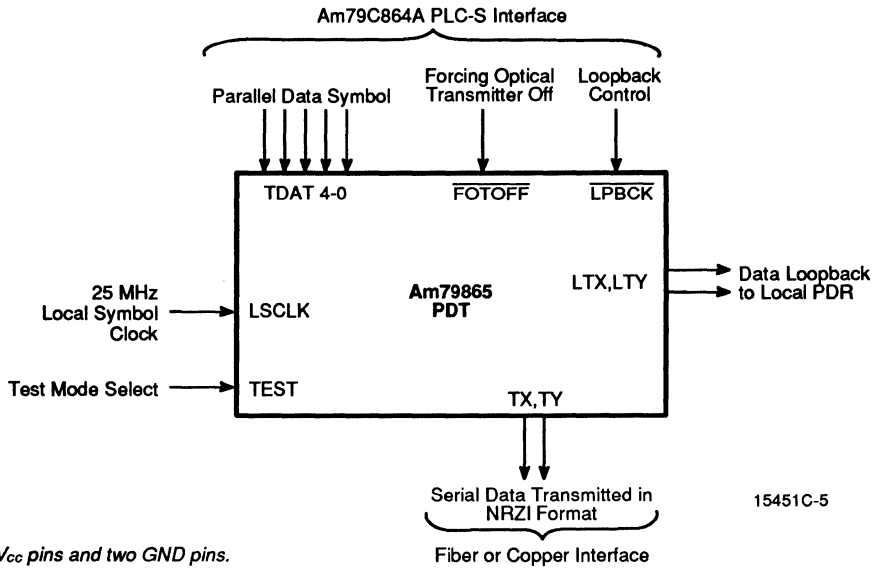 Am79C864A PLC-S Interface
Parallel Data Symbol
Forcing Optical
Transmitter Off
Loopback
Control
TDAT 4-0
FOTOFF
LPBCK
25 MHz
Local Symbol
Clock
LSCLK
Am79865
PDT
LTX,LTY
Data Loopback
to Local PDR
Test Mode Select
TEST
TX,TY
Serial Data Transmitted in
NRZI Format
15451C-5
Vcc pins and two GND pins.
Fiber or Copper Interface